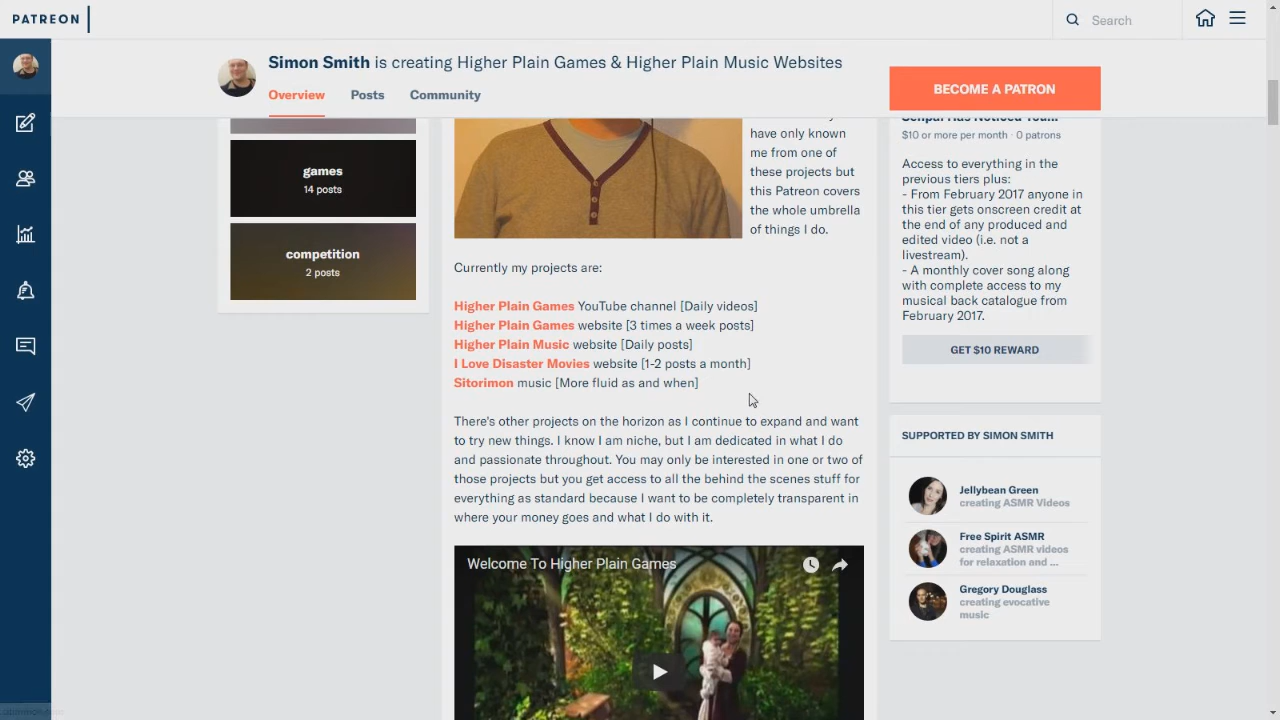 PATREON
Search
Simon Smith is creating Higher Plain Games & Higher Plain Music Websites
Overview
Posts
Community
BECOME A PATRON
games
14 posts
competition
2 posts
have only known
me from one of
these projects but
this Patreon covers
the whole umbrella
of things I do.
Currently my projects are:
Higher Plain Games YouTube channel [Daily videos]
Higher Plain Games website [3 times a week posts]
Higher Plain Music website [Daily posts]
I Love Disaster Movies website [1-2 posts a month]
Sitorimon music [More fluid as and when]
There's other projects on the horizon as I continue to expand and want
to try new things. I know I am niche, but I am dedicated in what I do
and passionate throughout. You may only be interested in one or two of
those projects but you get access to all the behind the scenes stuff for
everything as standard because I want to be completely transparent in
where your money goes and what I do with it.
Welcome To Higher Plain Games
Senpai Has Noticed You...
$10 or more per month · 0 patrons
Access to everything in the
previous tiers plus:
- From February 2017 anyone in
this tier gets onscreen credit at
the end of any produced and
edited video (i.e. not a
livestream).
- A monthly cover song along
with complete access to my
musical back catalogue from
February 2017.
GET $10 REWARD
SUPPORTED BY SIMON SMITH
Jellybean Green
creating ASMR Videos
Free Spirit ASMR
creating ASMR videos
for relaxation and ...
Gregory Douglass
creating evocative
music